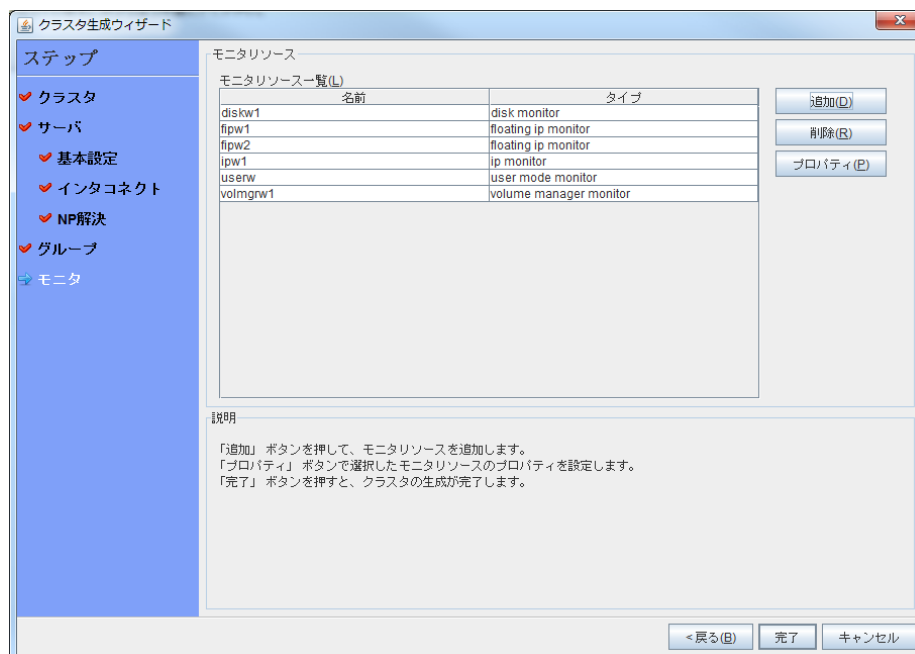 クラスタ生成ウィザード
ステップ
クラスタ
サーバ
基本設定
インタコネクト
NP解決
グループ
モニタ
モニタリソース
モニタリソース一覧(L)
名前 タイプ
diskw1 disk monitor
fipw1 floating ip monitor
fipw2 floating ip monitor
ipw1 ip monitor
userw user mode monitor
volmgrw1 volume manager monitor
追加(D)
削除(R)
プロパティ(P)
説明
「追加」 ボタンを押して、モニタリソースを追加します。
「プロパティ」 ボタンで選択したモニタリソースのプロパティを設定します。
「完了」 ボタンを押すと、クラスタの生成が完了します。
<戻る(B) 完了 キャンセル